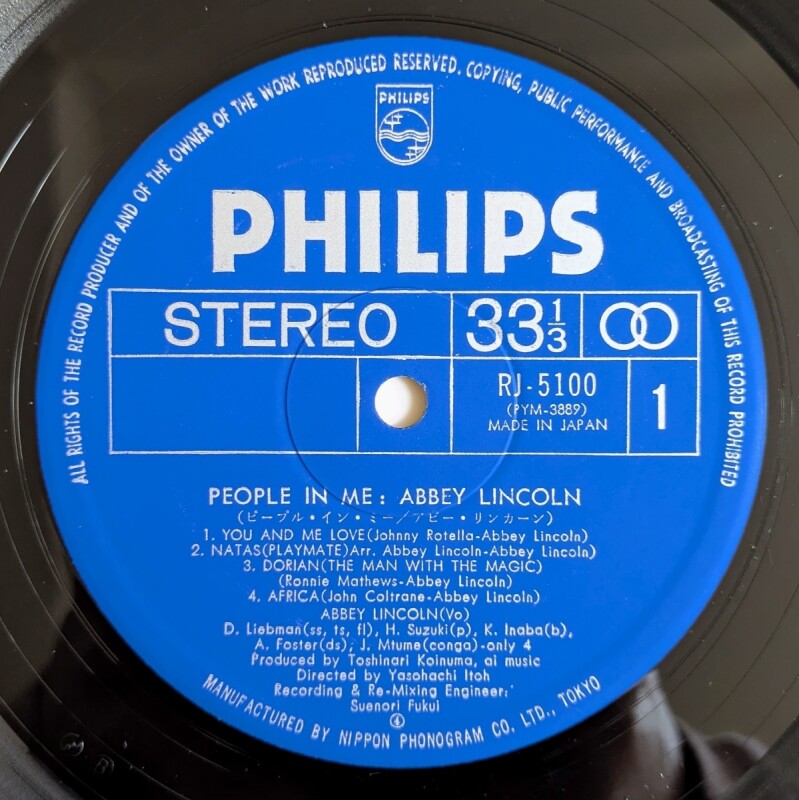 ALL RIGHTS OF THE RECORD PRODUCER AND OF THE OWNER OF THE WORK REPRODUCED RESERVED. COPYING, PUBLIC PERFORMANCE AND BROADCASTING OF THIS RECORD PROHIBITED
PHILIPS
PHILIPS
STEREO 33 1/3
RJ-5100
(PYM-3889)
MADE IN JAPAN
1
PEOPLE IN ME: ABBEY LINCOLN
(ピープル・イン・ミー/アビー・リンカーン)
1. YOU AND ME LOVE(Johnny Rotella-Abbey Lincoln)
2. NATAS(PLAYMATE)Arr. Abbey Lincoln-Abbey Lincoln)
3. DORIAN(THE MAN WITH THE MAGIC)
(Ronnie Mathews-Abbey Lincoln)
4. AFRICA(John Coltrane-Abbey Lincoln)
ABBEY LINCOLN(Vo)
D. Liebman(ss, ts, fl), H. Suzuki(p), K. Inaba(b),
A. Foster(ds), J. Mtume(conga)-only 4
Produced by Toshinari Koinuma, ai music
Directed by Yasohachi Itoh
Recording & Re-Mixing Engineer:
Suenori Fukui
④
MANUFACTURED BY NIPPON PHONOGRAM CO. LTD., TOKYO